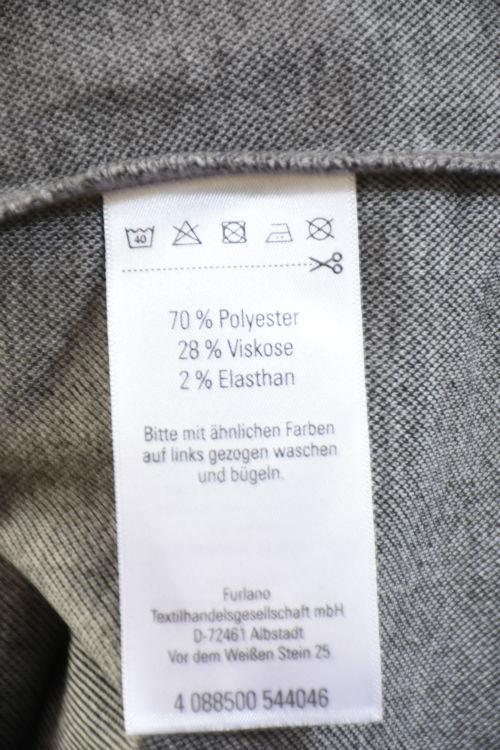 40
70 % Polyester
28 % Viskose
2 % Elasthan
Bitte mit ähnlichen Farben
auf links gezogen waschen
und bügeln.
Furlano
Textilhandelsgesellschaft mbH
D-72461 Albstadt
Vor dem Weißen Stein 25
4 088500 544046